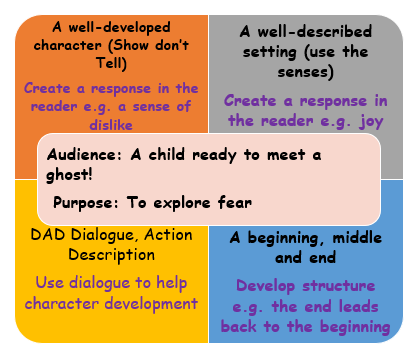 A well-developed
character (Show don't
Tell)
Create a response in the
reader e.g. a sense of
dislike
A well-described
setting (use the
senses)
Create a response in
the reader e.g. joy
Audience: A child ready to meet a
ghost!
Purpose: To explore fear
DAD Dialogue, Action
Description
Use dialogue to help
character development
A beginning, middle
and end
Develop structure
e.g. the end leads
back to the beginning